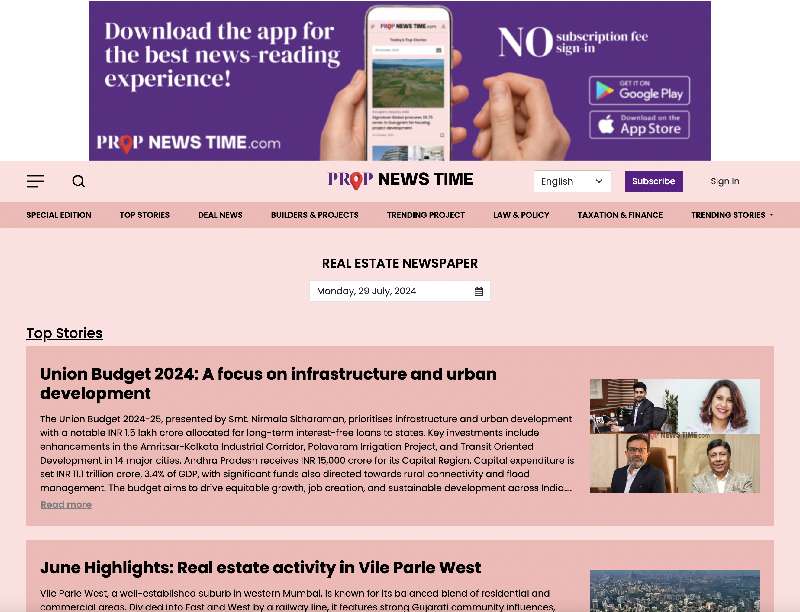 Download the app for
the best news-reading
experience!
PROP NEWS TIME.com
PROP NEWS TIME.com
Today's Top Stories
NO subscription fee
sign-in
GET IT ON
Google Play
Download on the
App Store
PROP NEWS TIME
English
Subscribe
Sign In
SPECIAL EDITION TOP STORIES DEAL NEWS BUILDERS & PROJECTS TRENDING PROJECT LAW & POLICY TAXATION & FINANCE TRENDING STORIES
REAL ESTATE NEWSPAPER
Monday, 29 July, 2024
Top Stories
Union Budget 2024: A focus on infrastructure and urban
development
The Union Budget 2024-25, presented by Smt. Nirmala Sitharaman, prioritises infrastructure and urban development
with a notable INR 1.5 lakh crore allocated for long-term interest-free loans to states. Key investments include
enhancements in the Amritsar-Kolkata Industrial Corridor, Polavaram Irrigation Project, and Transit Oriented
Development in 14 major cities. Andhra Pradesh receives INR 15,000 crore for its Capital Region. Capital expenditure is
set INR 11.1 trillion crore, 3.4% of GDP, with significant funds also directed towards rural connectivity and flood
management. The budget aims to drive equitable growth, job creation, and sustainable development across India....
Read more
PROP NEWS TIME.com
June Highlights: Real estate activity in Vile Parle West
Vile Parle West, a well-established suburb in western Mumbai, is known for its balanced blend of residential and
commercial areas. Divided into East and West by a railway line, it features strong Gujarati community influences,